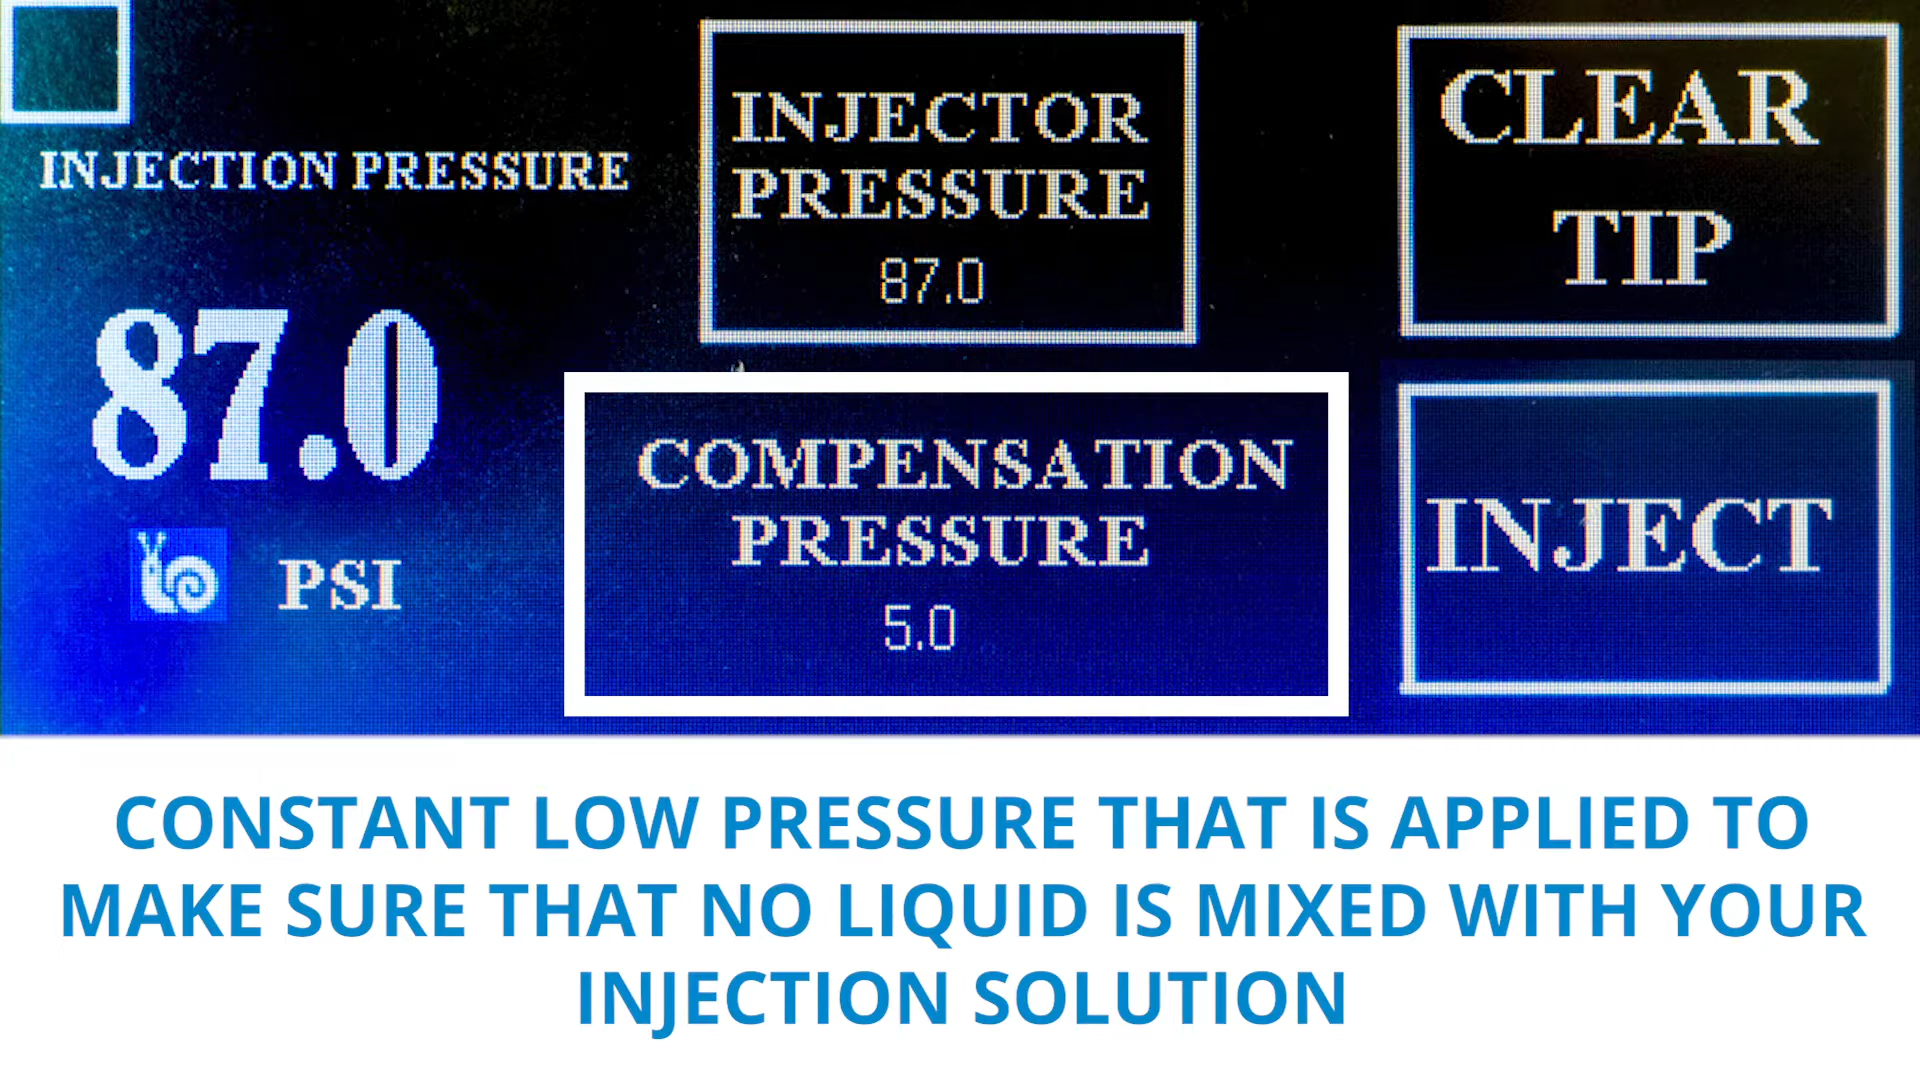 INJECTION PRESSURE
87.0
PSI
INJECTOR
PRESSURE
87.0
COMPENSATION
PRESSURE
5.0
CLEAR
TIP
INJECT
CONSTANT LOW PRESSURE THAT IS APPLIED TO
MAKE SURE THAT NO LIQUID IS MIXED WITH YOUR
INJECTION SOLUTION